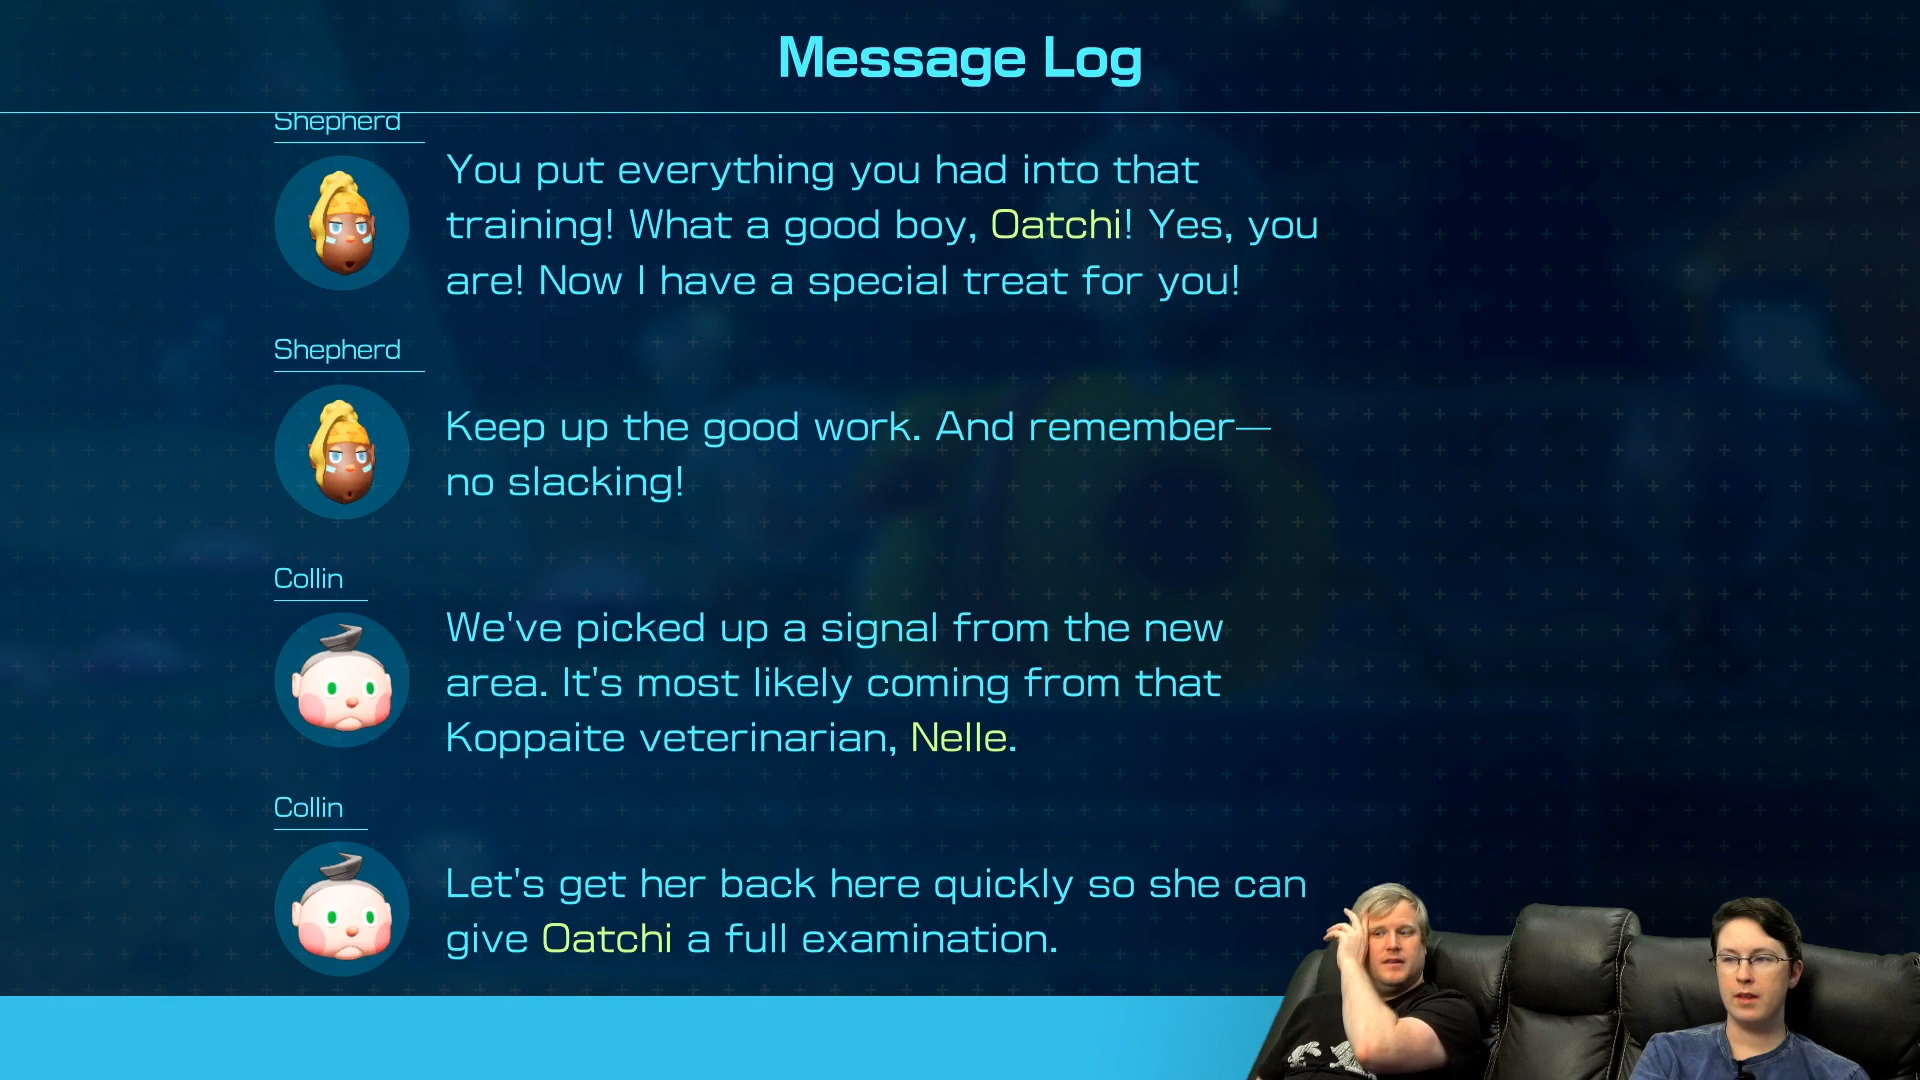 Message Log
Shepherd
You put everything you had into that
training! What a good boy, Oatchi! Yes, you
are! Now I have a special treat for you!
Shepherd
Keep up the good work. And remember—
no slacking!
Collin
We've picked up a signal from the new
area. It's most likely coming from that
Koppaite veterinarian, Nelle.
Collin
Let's get her back here quickly so she can
give Oatchi a full examination.